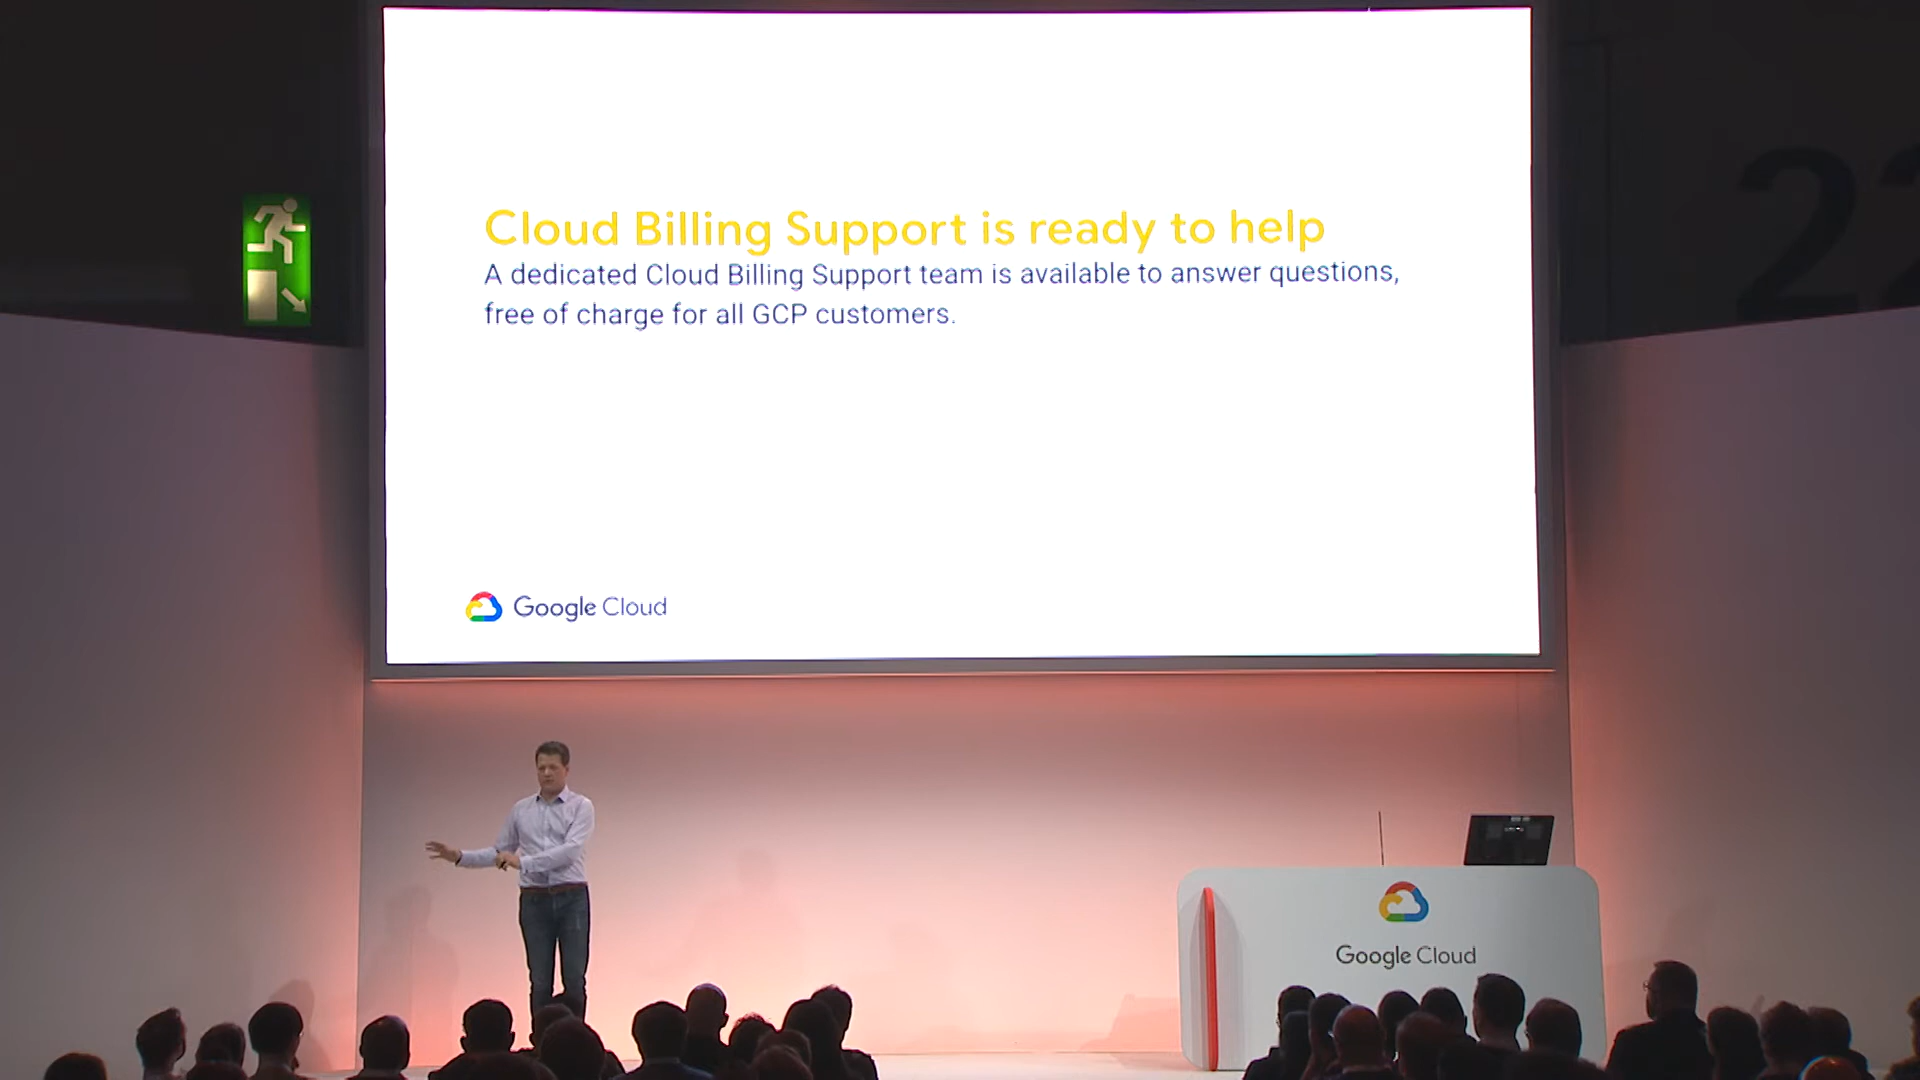 Cloud Billing Support is ready to help
A dedicated Cloud Billing Support team is available to answer questions,
free of charge for all GCP customers.
Google Cloud
22
Google Cloud